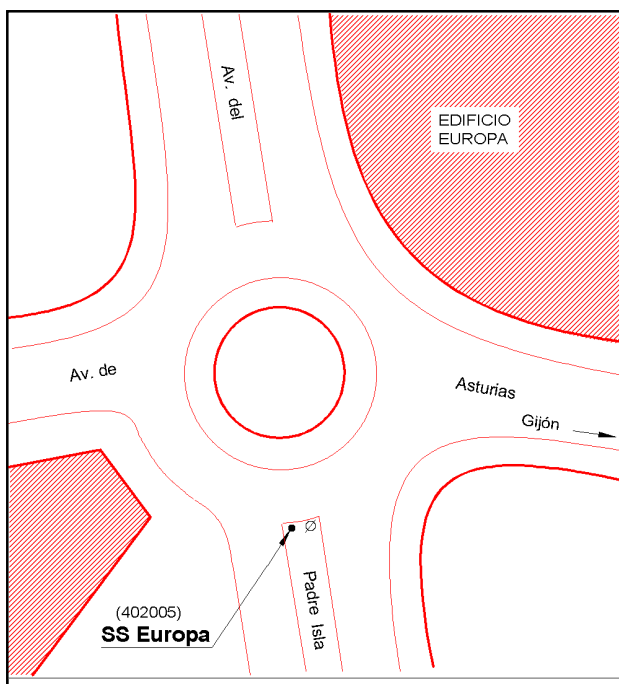 Av. del
EDIFICIO
EUROPA
Av. de
Asturias
Gijón
Padre Isla
(402005)
SS Europa